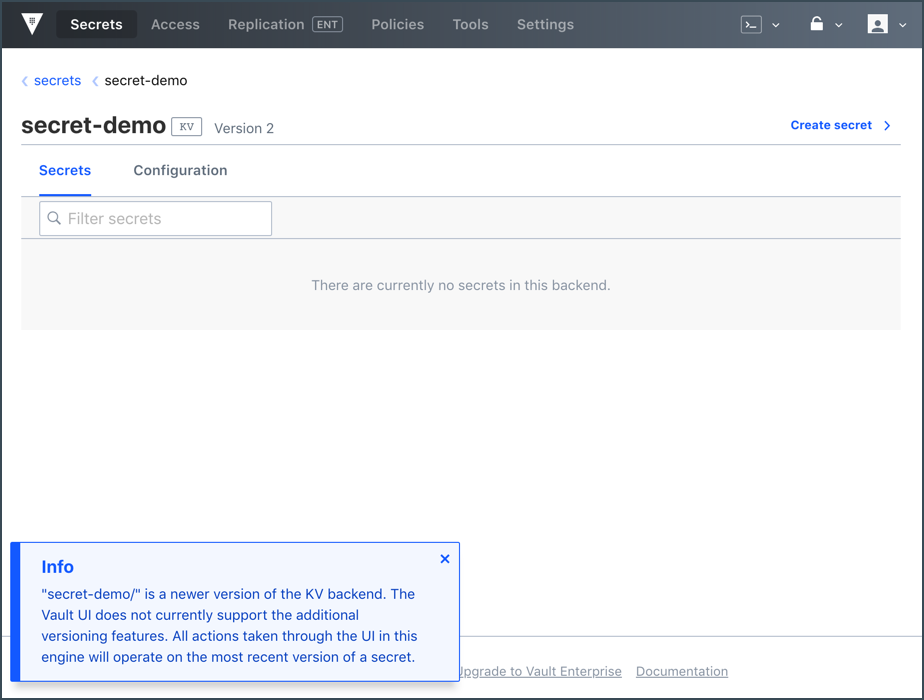 Secrets Access Replication ENT Policies Tools Settings
secrets secret-demo
secret-demo KV Version 2
Create secret
Secrets Configuration
Filter secrets
There are currently no secrets in this backend.
Info
"secret-demo/" is a newer version of the KV backend. The
Vault UI does not currently support the additional
versioning features. All actions taken through the UI in this
engine will operate on the most recent version of a secret.
Upgrade to Vault Enterprise Documentation